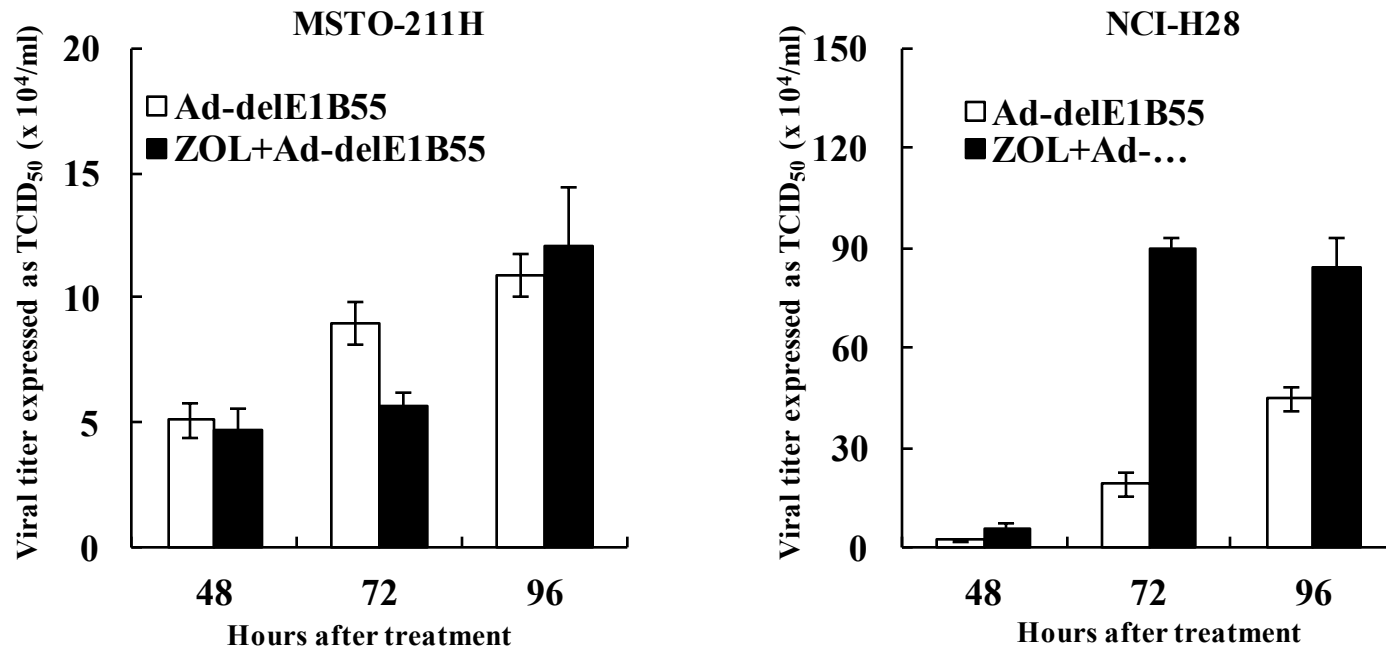 MSTO-211H
Viral titer expressed as TCID₅₀ (x 10⁴/ml)
20
15
10
5
0
Ad-delE1B55
ZOL+Ad-delE1B55
48 72 96
Hours after treatment
NCI-H28
Viral titer expressed as TCID₅₀ (x 10⁴/ml)
150
120
90
60
30
0
Ad-delE1B55
ZOL+Ad-…
48 72 96
Hours after treatment